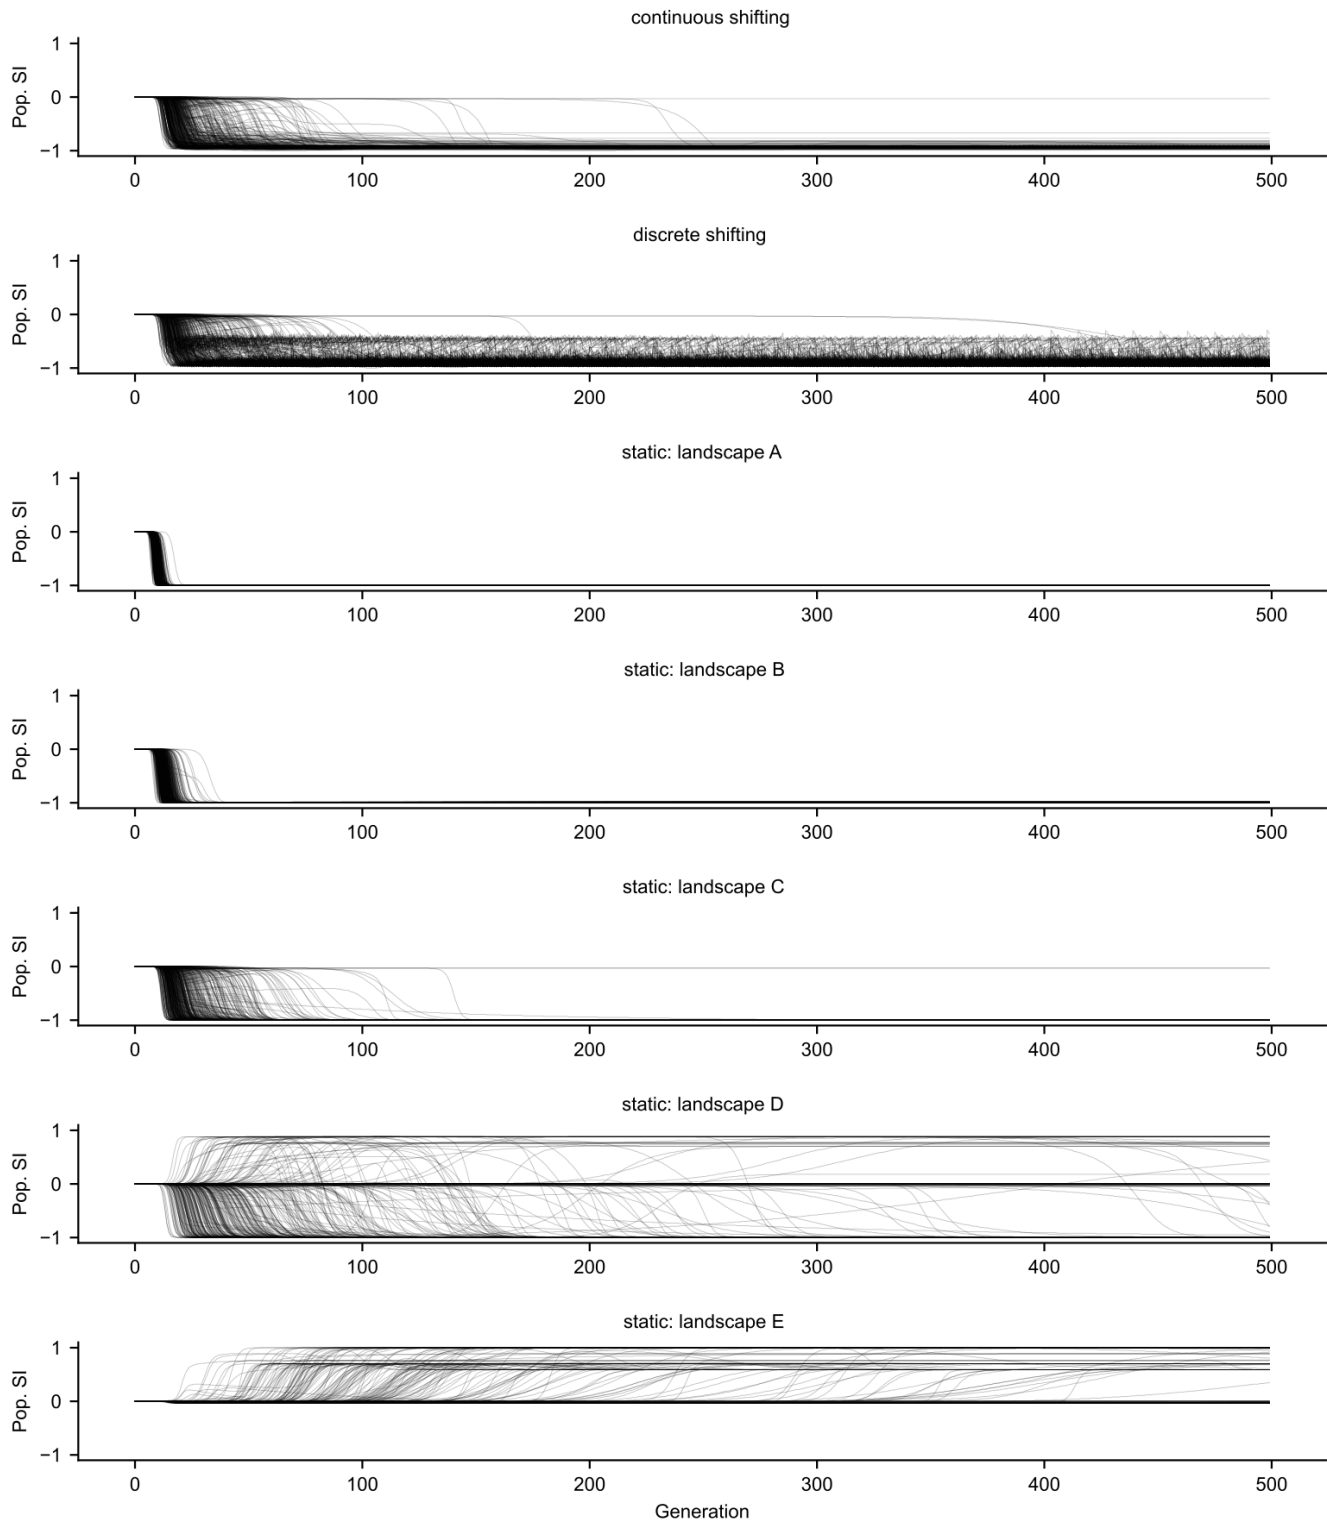 continuous shifting
Pop. SI
1
0
−1
0 100 200 300 400 500
discrete shifting
Pop. SI
1
0
−1
0 100 200 300 400 500
static: landscape A
Pop. SI
1
0
−1
0 100 200 300 400 500
static: landscape B
Pop. SI
1
0
−1
0 100 200 300 400 500
static: landscape C
Pop. SI
1
0
−1
0 100 200 300 400 500
static: landscape D
Pop. SI
1
0
−1
0 100 200 300 400 500
static: landscape E
Pop. SI
1
0
−1
0 100 200 300 400 500
Generation